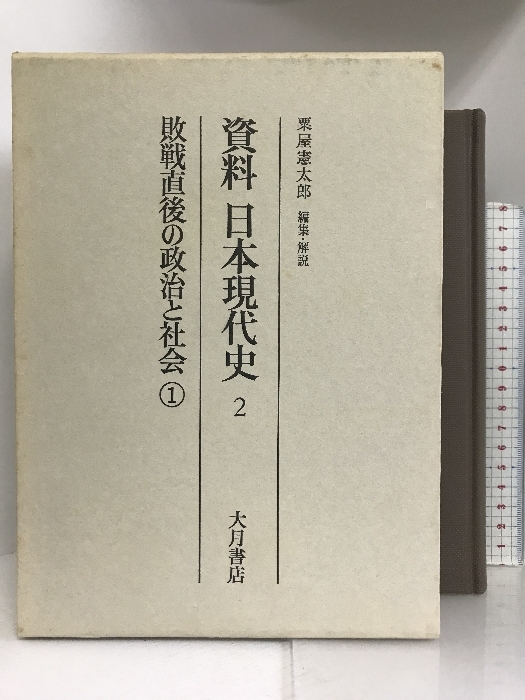 粟屋憲太郎 編集・解説
資料 日本現代史 2
大月書店
敗戦直後の政治と社会 ①